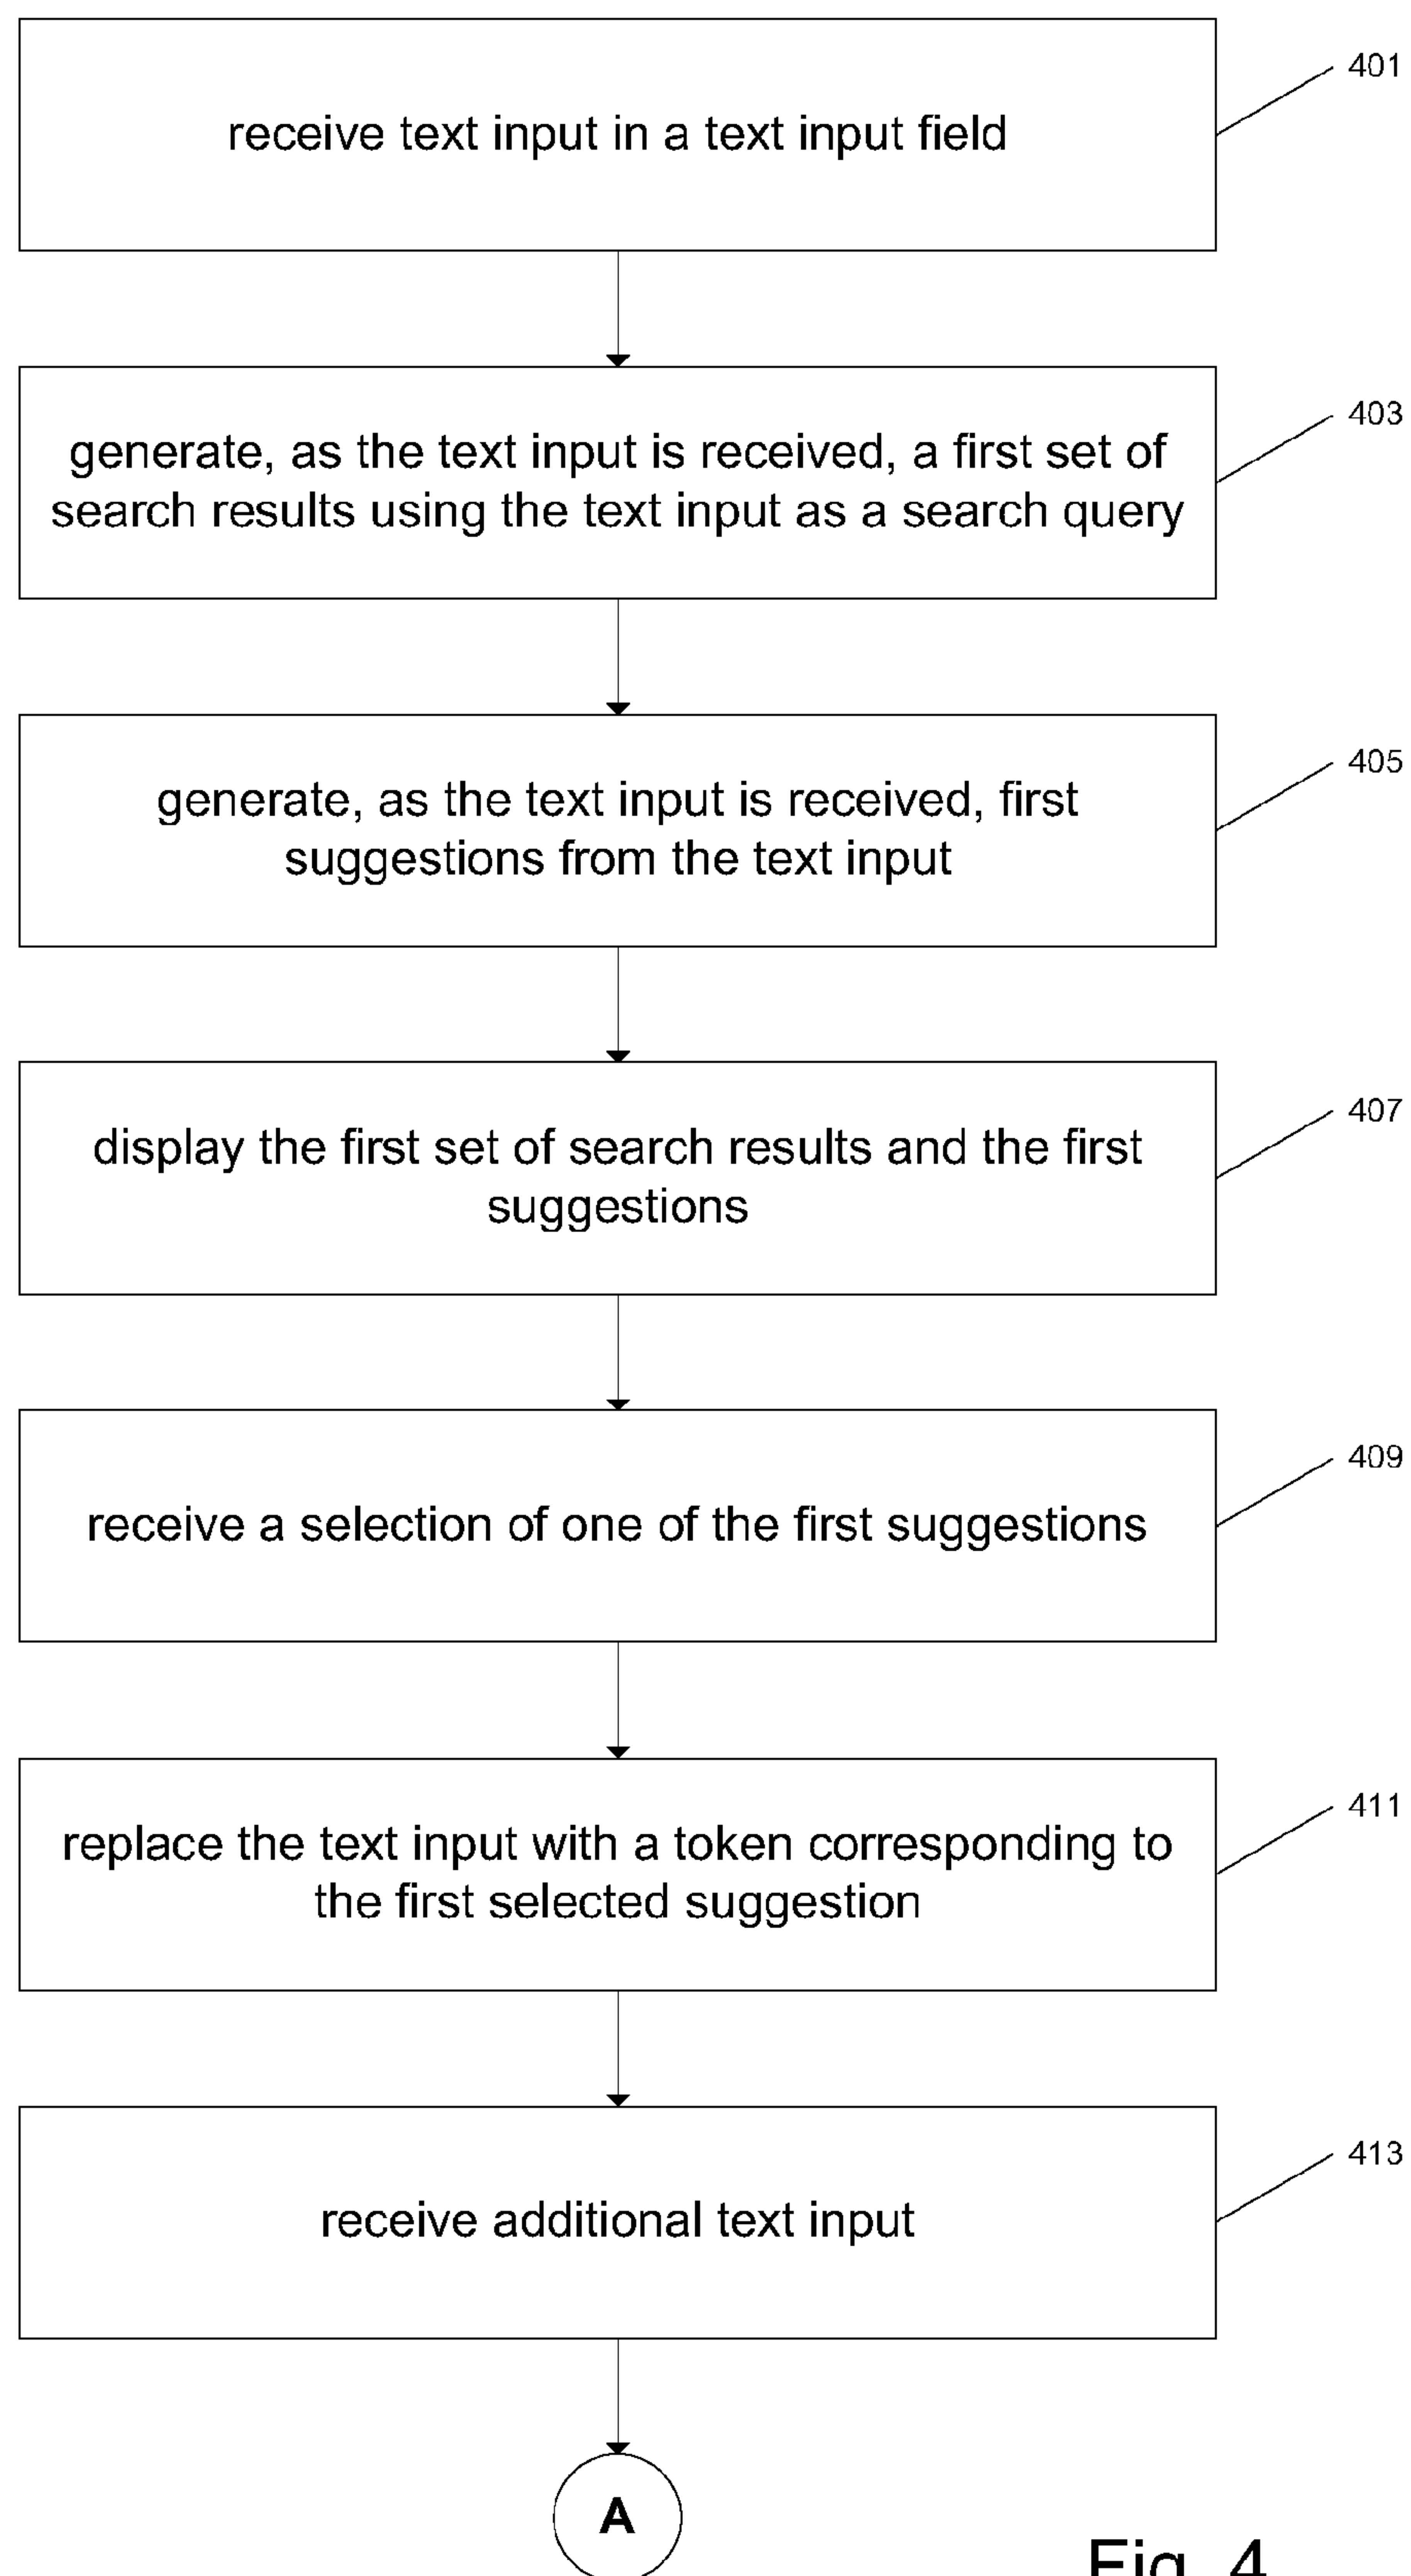 receive text input in a text input field
401
generate, as the text input is received, a first set of
search results using the text input as a search query
403
generate, as the text input is received, first
suggestions from the text input
405
display the first set of search results and the first
suggestions
407
receive a selection of one of the first suggestions
409
replace the text input with a token corresponding to
the first selected suggestion
411
receive additional text input
413
A
Fig. 4